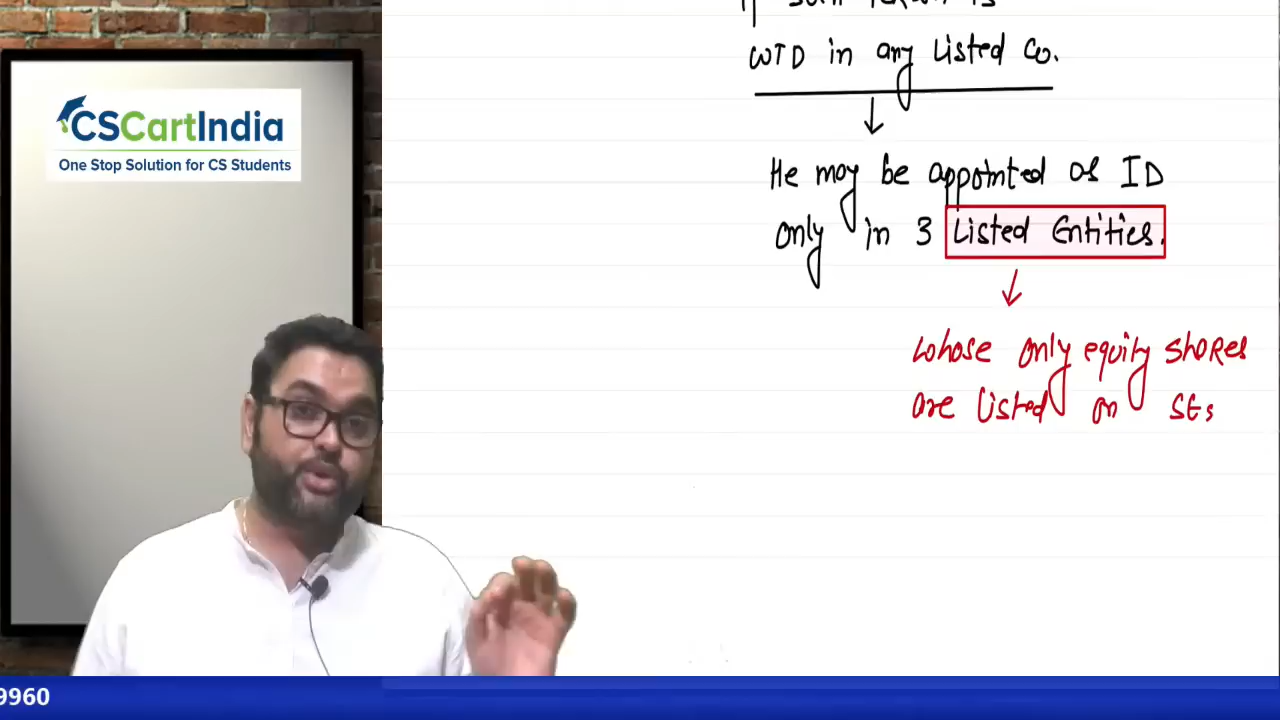 CSCartIndia
One Stop Solution for CS Students
WTD in any Listed Co.
He may be appointed as ID
only in 3 Listed Entities.
whose only equity shares
are listed on SEs
9960